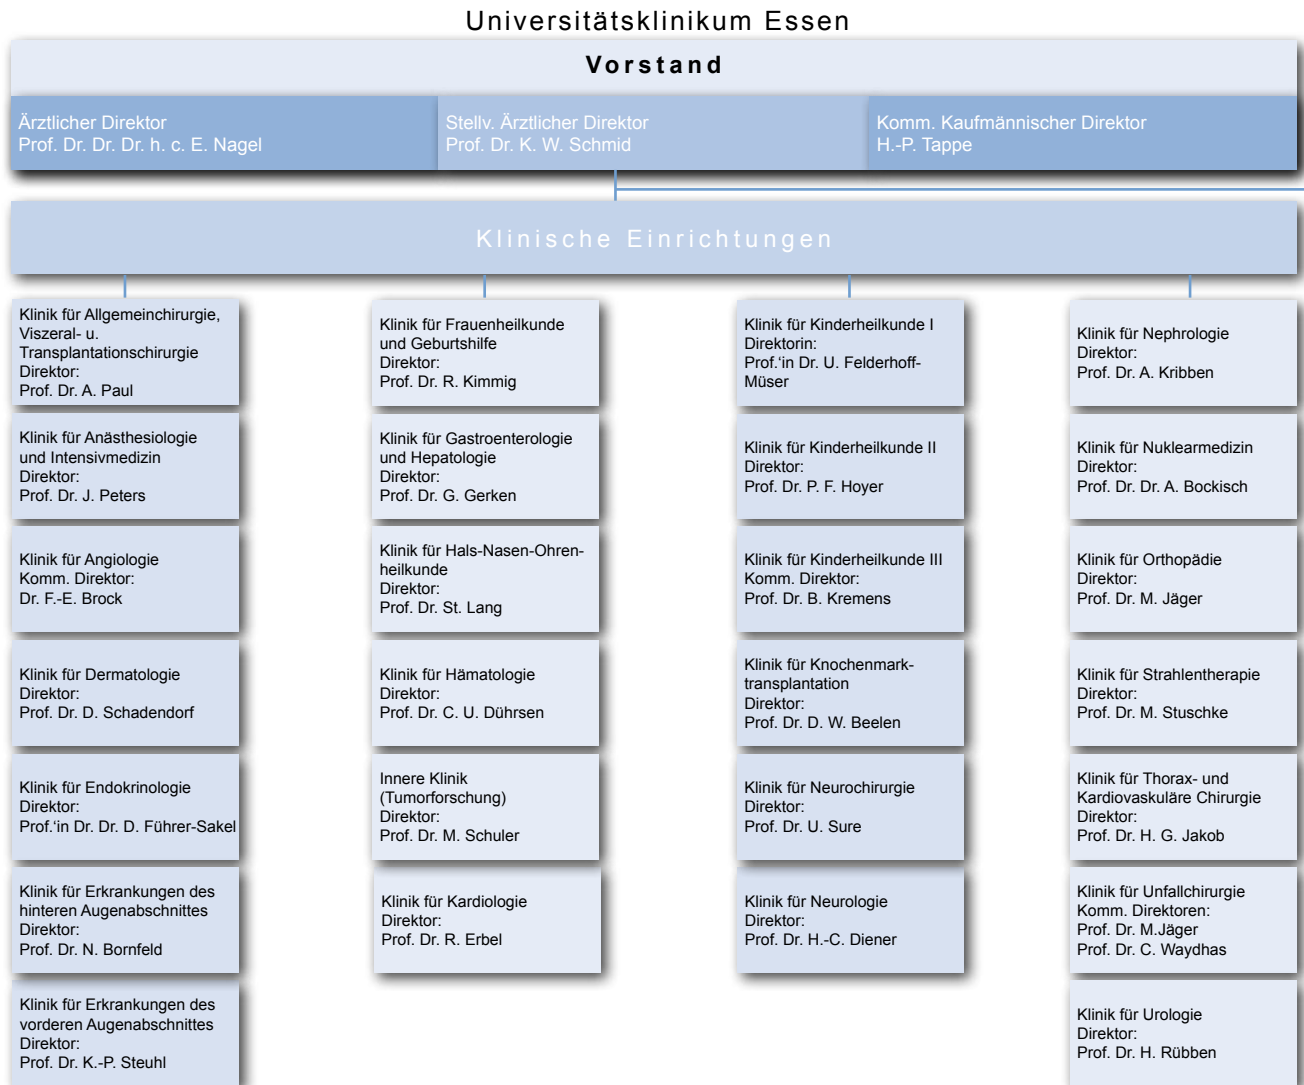 Universitätsklinikum Essen
Vorstand
Ärztlicher Direktor
Prof. Dr. Dr. Dr. h. c. E. Nagel
Stellv. Ärztlicher Direktor
Prof. Dr. K. W. Schmid
Komm. Kaufmännischer Direktor
H.-P. Tappe
Klinische Einrichtungen
Klinik für Allgemeinchirurgie,
Viszeral- u.
Transplantationschirurgie
Direktor:
Prof. Dr. A. Paul
Klinik für Anästhesiologie
und Intensivmedizin
Direktor:
Prof. Dr. J. Peters
Klinik für Angiologie
Komm. Direktor:
Dr. F.-E. Brock
Klinik für Dermatologie
Direktor:
Prof. Dr. D. Schadendorf
Klinik für Endokrinologie
Direktor:
Prof.‘in Dr. Dr. D. Führer-Sakel
Klinik für Erkrankungen des
hinteren Augenabschnittes
Direktor:
Prof. Dr. N. Bornfeld
Klinik für Erkrankungen des
vorderen Augenabschnittes
Direktor:
Prof. Dr. K.-P. Steuhl
Klinik für Frauenheilkunde
und Geburtshilfe
Direktor:
Prof. Dr. R. Kimmig
Klinik für Gastroenterologie
und Hepatologie
Direktor:
Prof. Dr. G. Gerken
Klinik für Hals-Nasen-Ohren-
heilkunde
Direktor:
Prof. Dr. St. Lang
Klinik für Hämatologie
Direktor:
Prof. Dr. C. U. Dührsen
Innere Klinik
(Tumorforschung)
Direktor:
Prof. Dr. M. Schuler
Klinik für Kardiologie
Direktor:
Prof. Dr. R. Erbel
Klinik für Kinderheilkunde I
Direktorin:
Prof.‘in Dr. U. Felderhoff-
Müser
Klinik für Kinderheilkunde II
Direktor:
Prof. Dr. P. F. Hoyer
Klinik für Kinderheilkunde III
Komm. Direktor:
Prof. Dr. B. Kremens
Klinik für Knochenmark-
transplantation
Direktor:
Prof. Dr. D. W. Beelen
Klinik für Neurochirurgie
Direktor:
Prof. Dr. U. Sure
Klinik für Neurologie
Direktor:
Prof. Dr. H.-C. Diener
Klinik für Nephrologie
Direktor:
Prof. Dr. A. Kribben
Klinik für Nuklearmedizin
Direktor:
Prof. Dr. Dr. A. Bockisch
Klinik für Orthopädie
Direktor:
Prof. Dr. M. Jäger
Klinik für Strahlentherapie
Direktor:
Prof. Dr. M. Stuschke
Klinik für Thorax- und
Kardiovaskuläre Chirurgie
Direktor:
Prof. Dr. H. G. Jakob
Klinik für Unfallchirurgie
Komm. Direktoren:
Prof. Dr. M.Jäger
Prof. Dr. C. Waydhas
Klinik für Urologie
Direktor:
Prof. Dr. H. Rübben